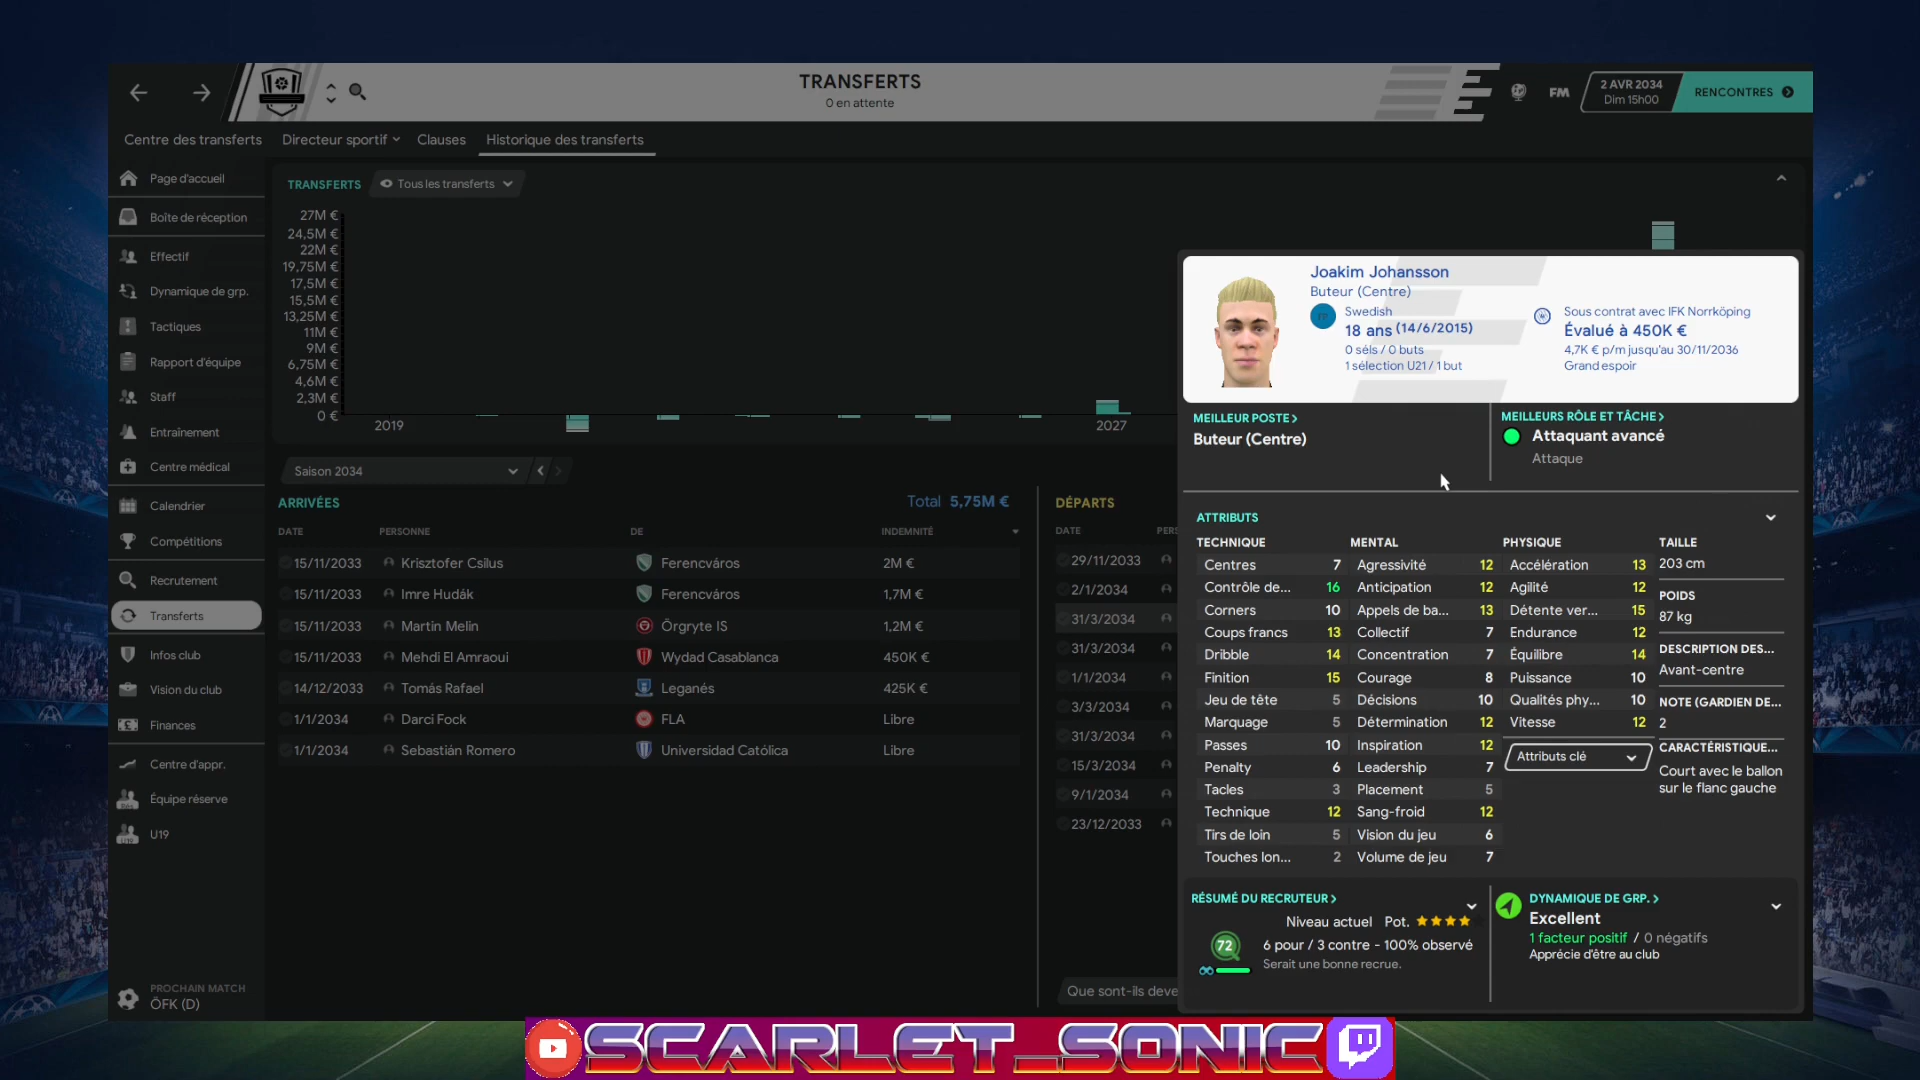 TRANSFERTS
0 en attente
FM
2 AVR 2034
Dim 15h00
RENCONTRES
Centre des transferts
Directeur sportif
Clauses
Historique des transferts
Page d'accueil
Boîte de réception
Effectif
Dynamique de grp.
Tactiques
Rapport d'équipe
Staff
Entraînement
Centre médical
Calendrier
Compétitions
Recrutement
Transferts
Infos club
Vision du club
Finances
Centre d'appr.
Équipe réserve
U19
PROCHAIN MATCH
ÖFK (D)
TRANSFERTS
Tous les transferts
27M €
24,5M €
22M €
19,75M €
17,5M €
15,5M €
13,25M €
11M €
9M €
6,75M €
4,6M €
2,3M €
0 €
2019
2027
Saison 2034
ARRIVÉES
Total 5,75M €
DATE PERSONNE DE INDEMNITÉ
15/11/2033 Krisztofer Csilus Ferencváros 2M €
15/11/2033 Imre Hudák Ferencváros 1,7M €
15/11/2033 Martin Melin Örgryte IS 1,2M €
15/11/2033 Mehdi El Amraoui Wydad Casablanca 450K €
14/12/2033 Tomás Rafael Leganés 425K €
1/1/2034 Darci Fock FLA Libre
1/1/2034 Sebastián Romero Universidad Católica Libre
DÉPARTS
DATE PERS
29/11/2033
2/1/2034
31/3/2034
31/3/2034
1/1/2034
3/3/2034
31/3/2034
15/3/2034
9/1/2034
23/12/2033
Que sont-ils deve
Joakim Johansson
Buteur (Centre)
Swedish
18 ans (14/6/2015)
0 séls / 0 buts
1 sélection U21 / 1 but
Sous contrat avec IFK Norrköping
Évalué à 450K €
4,7K € p/m jusqu'au 30/11/2036
Grand espoir
MEILLEUR POSTE
Buteur (Centre)
MEILLEURS RÔLE ET TÂCHE
Attaquant avancé
Attaque
ATTRIBUTS
TECHNIQUE
Centres 7
Contrôle de... 16
Corners 10
Coups francs 13
Dribble 14
Finition 15
Jeu de tête 5
Marquage 5
Passes 10
Penalty 6
Tacles 3
Technique 12
Tirs de loin 5
Touches lon... 2
MENTAL
Agressivité 12
Anticipation 12
Appels de ba... 13
Collectif 7
Concentration 7
Courage 8
Décisions 10
Détermination 12
Inspiration 12
Leadership 7
Placement 5
Sang-froid 12
Vision du jeu 6
Volume de jeu 7
PHYSIQUE
Accélération 13
Agilité 12
Détente ver... 15
Endurance 12
Équilibre 14
Puissance 10
Qualités phy... 10
Vitesse 12
Attributs clé
TAILLE
203 cm
POIDS
87 kg
DESCRIPTION DES...
Avant-centre
NOTE (GARDIEN DE...
2
CARACTÉRISTIQUE...
Court avec le ballon
sur le flanc gauche
RÉSUMÉ DU RECRUTEUR
Niveau actuel Pot.
72
6 pour / 3 contre - 100% observé
Serait une bonne recrue.
DYNAMIQUE DE GRP.
Excellent
1 facteur positif / 0 négatifs
Apprécie d'être au club
SCARLET_SONIC